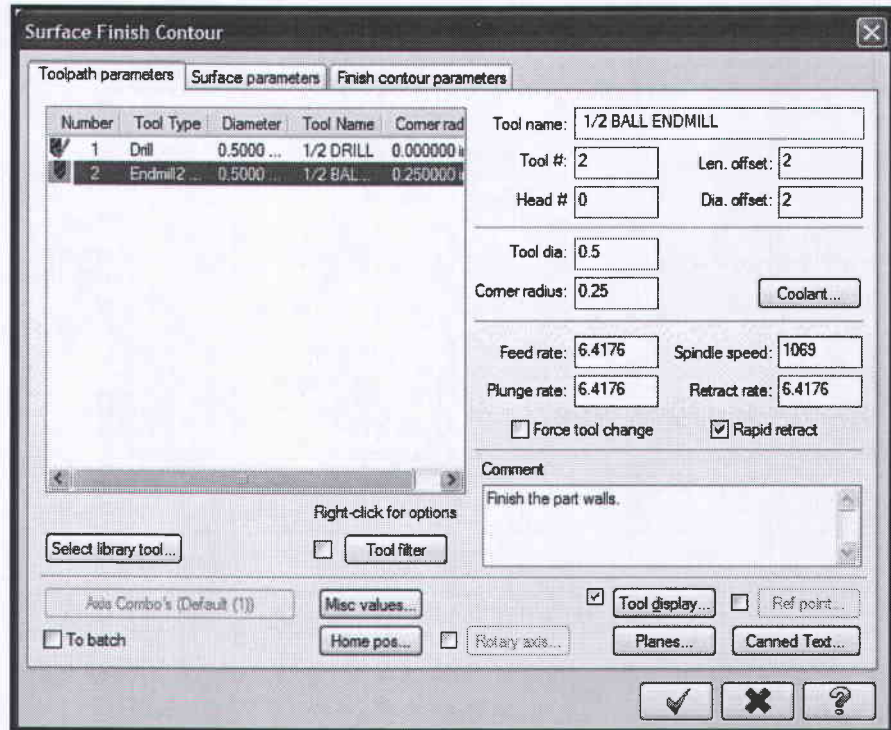 Surface Finish Contour
Toolpath parameters Surface parameters Finish contour parameters
Number Tool Type Diameter Tool Name Corner rad
1 Drill 0.5000 ... 1/2 DRILL 0.000000 i
2 Endmill2 ... 0.5000 ... 1/2 BAL... 0.250000 i
Right-click for options
Select library tool...
Tool filter
Tool name: 1/2 BALL ENDMILL
Tool #: 2 Len. offset: 2
Head # 0 Dia. offset: 2
Tool dia: 0.5
Corner radius: 0.25 Coolant...
Feed rate: 6.4176 Spindle speed: 1069
Plunge rate: 6.4176 Retract rate: 6.4176
Force tool change Rapid retract
Comment
Finish the part walls.
Axis Combo's (Default (1)) Misc values... Tool display... Ref point...
To batch Home pos... Rotary axis... Planes... Canned Text...